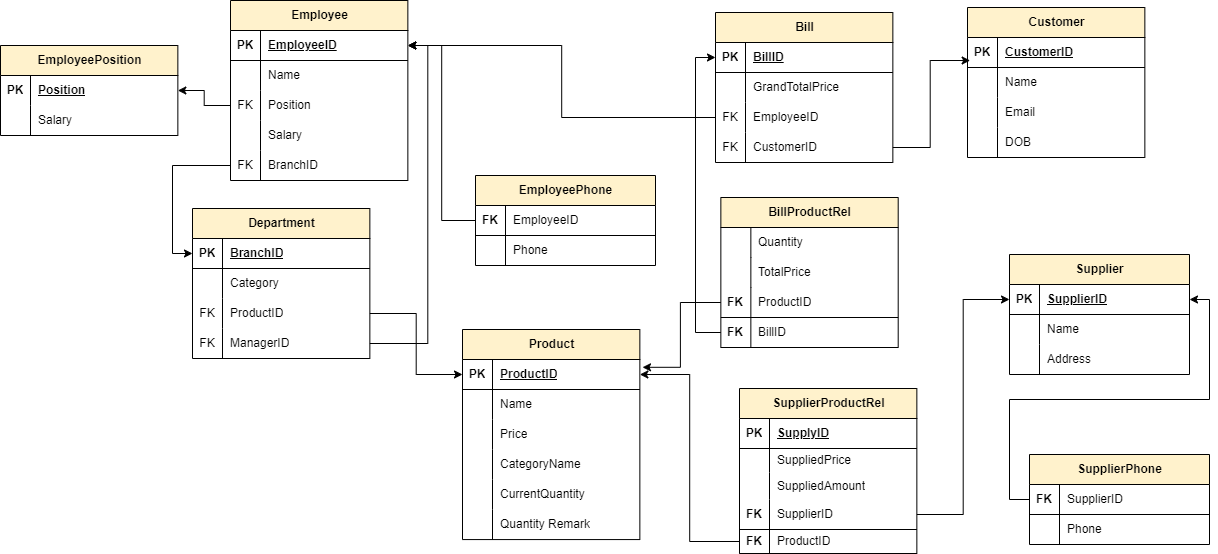 EmployeePosition
PK Position
Salary
Employee
PK EmployeeID
Name
FK Position
Salary
FK BranchID
Bill
PK BillID
GrandTotalPrice
FK EmployeeID
FK CustomerID
Customer
PK CustomerID
Name
Email
DOB
Department
PK BranchID
Category
FK ProductID
FK ManagerID
EmployeePhone
FK EmployeeID
Phone
BillProductRel
Quantity
TotalPrice
FK ProductID
FK BillID
Supplier
PK SupplierID
Name
Address
Product
PK ProductID
Name
Price
CategoryName
CurrentQuantity
Quantity Remark
SupplierProductRel
PK SupplyID
SuppliedPrice
SuppliedAmount
FK SupplierID
FK ProductID
SupplierPhone
FK SupplierID
Phone